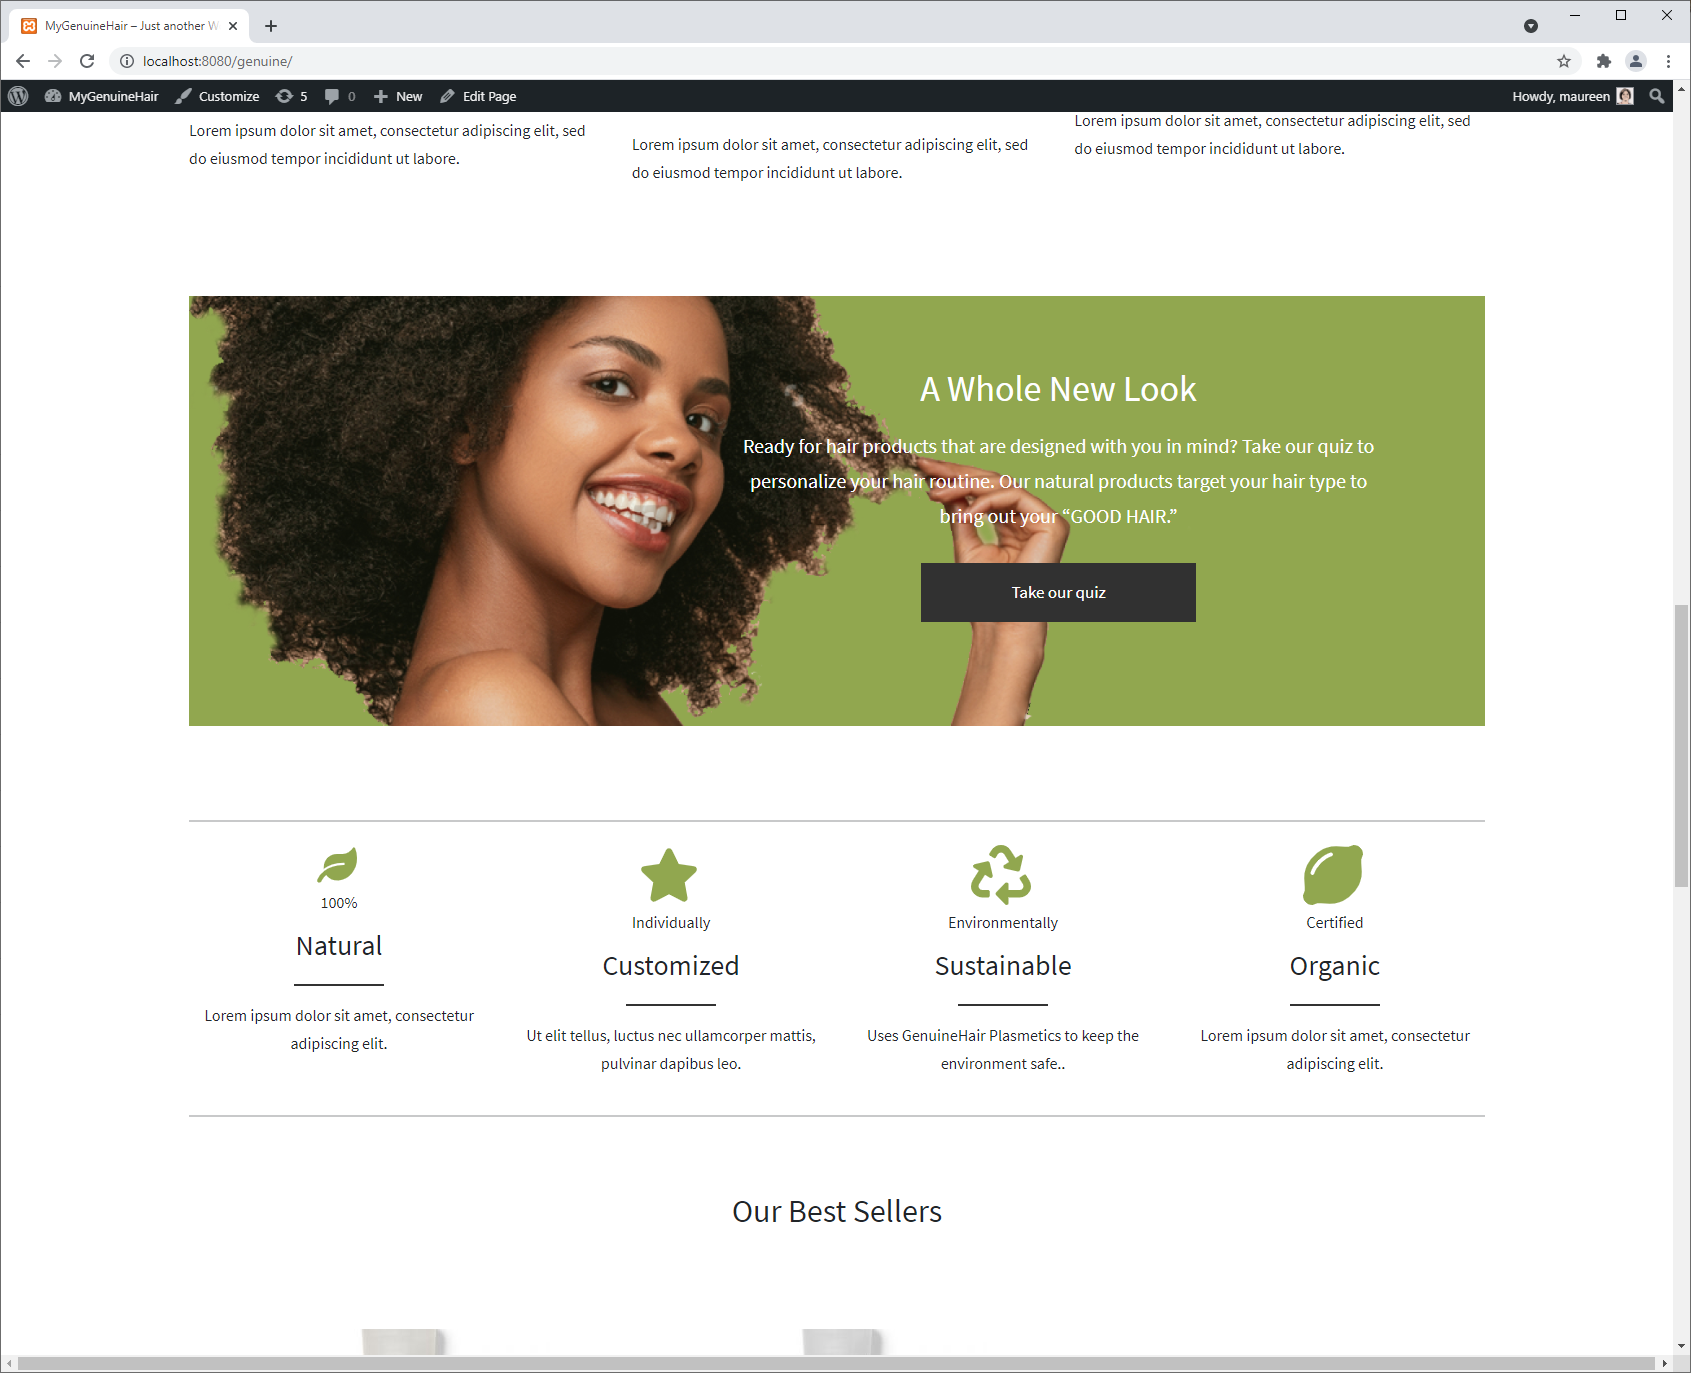 MyGenuineHair – Just another W
localhost:8080/genuine/
MyGenuineHair Customize 5 0 New Edit Page Howdy, maureen
Lorem ipsum dolor sit amet, consectetur adipiscing elit, sed
do eiusmod tempor incididunt ut labore.
Lorem ipsum dolor sit amet, consectetur adipiscing elit, sed
do eiusmod tempor incididunt ut labore.
Lorem ipsum dolor sit amet, consectetur adipiscing elit, sed
do eiusmod tempor incididunt ut labore.
A Whole New Look
Ready for hair products that are designed with you in mind? Take our quiz to
personalize your hair routine. Our natural products target your hair type to
bring out your “GOOD HAIR.”
Take our quiz
100%
Natural
Lorem ipsum dolor sit amet, consectetur
adipiscing elit.
Individually
Customized
Ut elit tellus, luctus nec ullamcorper mattis,
pulvinar dapibus leo.
Environmentally
Sustainable
Uses GenuineHair Plasmetics to keep the
environment safe..
Certified
Organic
Lorem ipsum dolor sit amet, consectetur
adipiscing elit.
Our Best Sellers